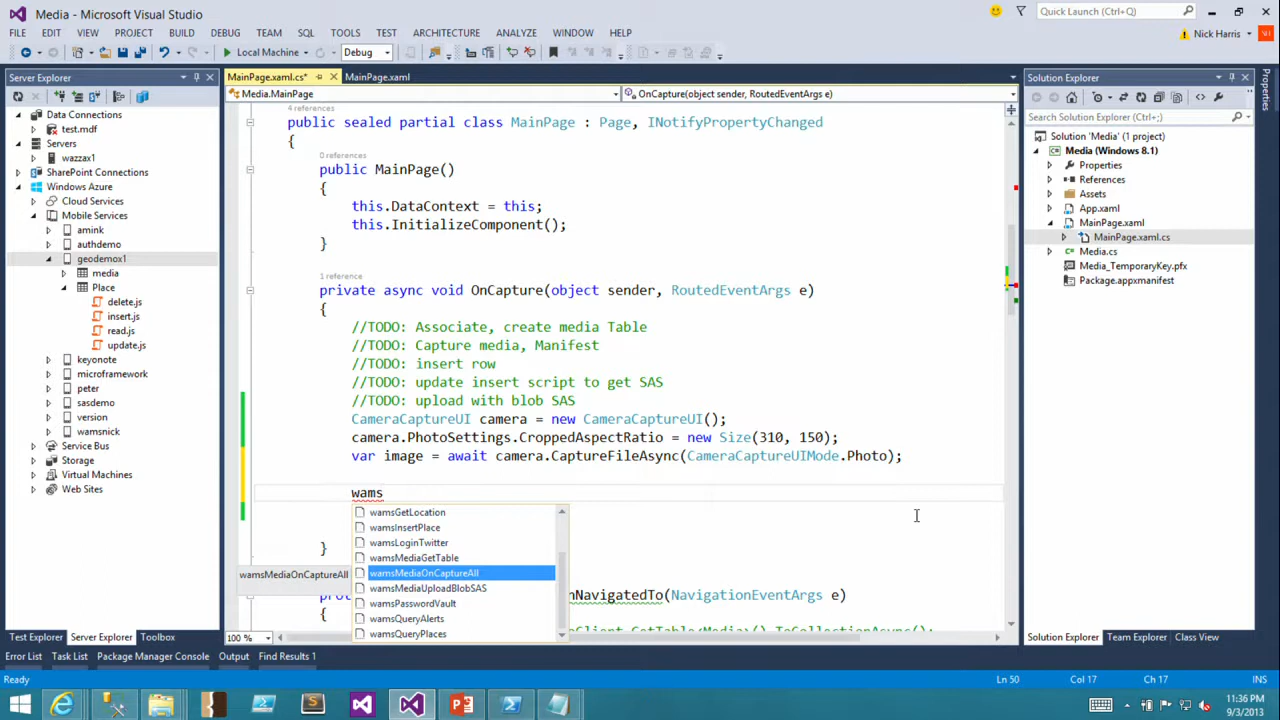 Media - Microsoft Visual Studio
Quick Launch (Ctrl+Q)
FILE EDIT VIEW PROJECT BUILD DEBUG TEAM SQL TOOLS TEST ARCHITECTURE ANALYZE WINDOW HELP
Nick Harris
Local Machine
Debug
Server Explorer
Data Connections
test.mdf
Servers
wazzax1
SharePoint Connections
Windows Azure
Cloud Services
Mobile Services
amink
authdemo
geodemox1
media
Place
delete.js
insert.js
read.js
update.js
keyonote
microframework
peter
sasdemo
version
wamsnick
Service Bus
Storage
Virtual Machines
Web Sites
Test Explorer Server Explorer Toolbox
MainPage.xaml.cs* MainPage.xaml
Media.MainPage
OnCapture(object sender, RoutedEventArgs e)
4 references
public sealed partial class MainPage : Page, INotifyPropertyChanged
{
0 references
public MainPage()
{
this.DataContext = this;
this.InitializeComponent();
}
1 reference
private async void OnCapture(object sender, RoutedEventArgs e)
{
//TODO: Associate, create media Table
//TODO: Capture media, Manifest
//TODO: insert row
//TODO: update insert script to get SAS
//TODO: upload with blob SAS
CameraCaptureUI camera = new CameraCaptureUI();
camera.PhotoSettings.CroppedAspectRatio = new Size(310, 150);
var image = await camera.CaptureFileAsync(CameraCaptureUIMode.Photo);
wams
wamsGetLocation
wamsInsertPlace
wamsLoginTwitter
wamsMediaGetTable
wamsMediaOnCaptureAll
wamsMediaUploadBlobSAS
wamsPasswordVault
wamsQueryAlerts
wamsQueryPlaces
}
wamsMediaOnCaptureAll
NavigatedTo(NavigationEventArgs e)
{
Client.GetTable<Media>().ToCollectionAsync();
100 %
Solution Explorer
Search Solution Explorer (Ctrl+;)
Solution 'Media' (1 project)
Media (Windows 8.1)
Properties
References
Assets
App.xaml
MainPage.xaml
MainPage.xaml.cs
Media.cs
Media_TemporaryKey.pfx
Package.appxmanifest
Solution Explorer Team Explorer Class View
Properties
Error List Task List Package Manager Console Output Find Results 1
Ready
Ln 50 Col 17 Ch 17 INS
11:36 PM
9/3/2013